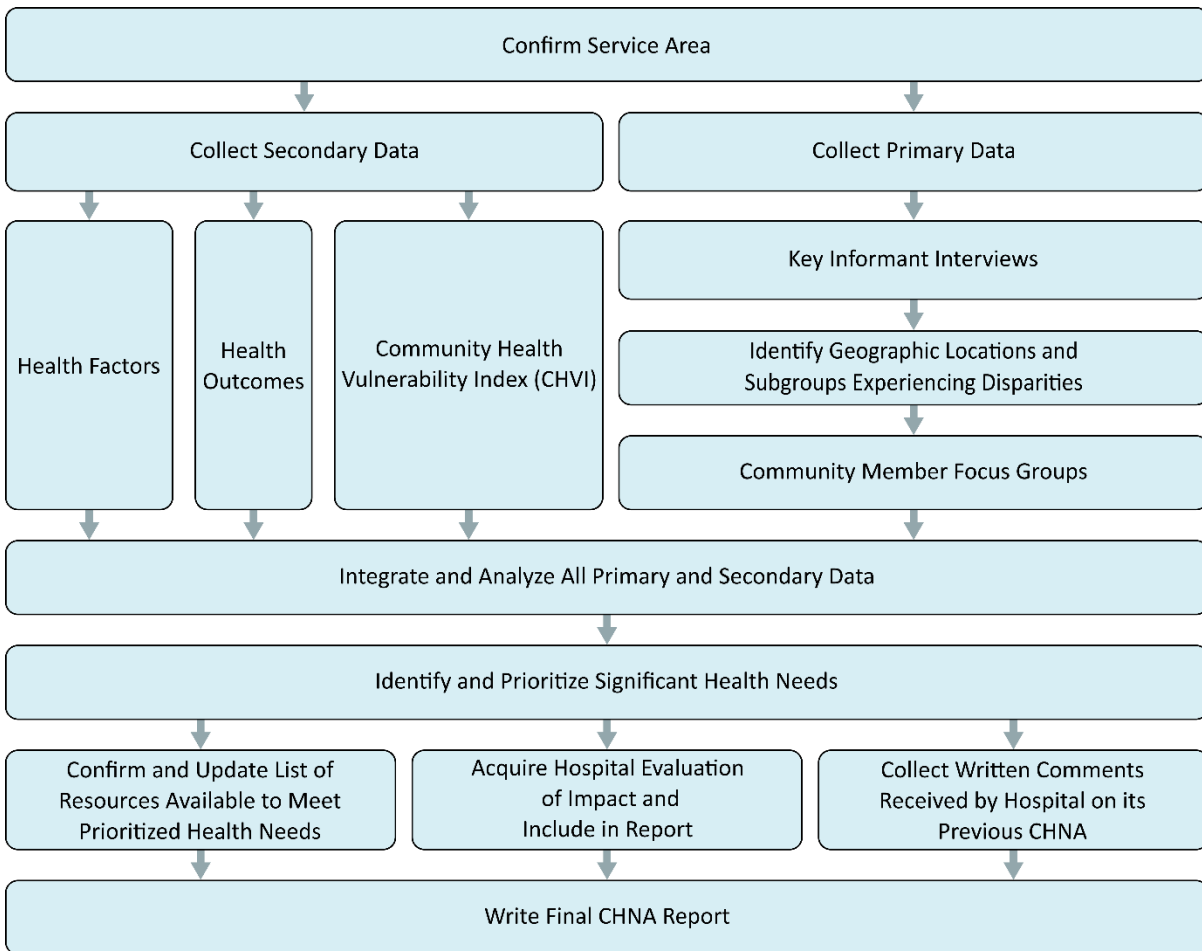 Confirm Service Area
Collect Secondary Data
Collect Primary Data
Health Factors
Health
Outcomes
Community Health
Vulnerability Index (CHVI)
Key Informant Interviews
Identify Geographic Locations and
Subgroups Experiencing Disparities
Community Member Focus Groups
Integrate and Analyze All Primary and Secondary Data
Identify and Prioritize Significant Health Needs
Confirm and Update List of
Resources Available to Meet
Prioritized Health Needs
Acquire Hospital Evaluation
of Impact and
Include in Report
Collect Written Comments
Received by Hospital on its
Previous CHNA
Write Final CHNA Report